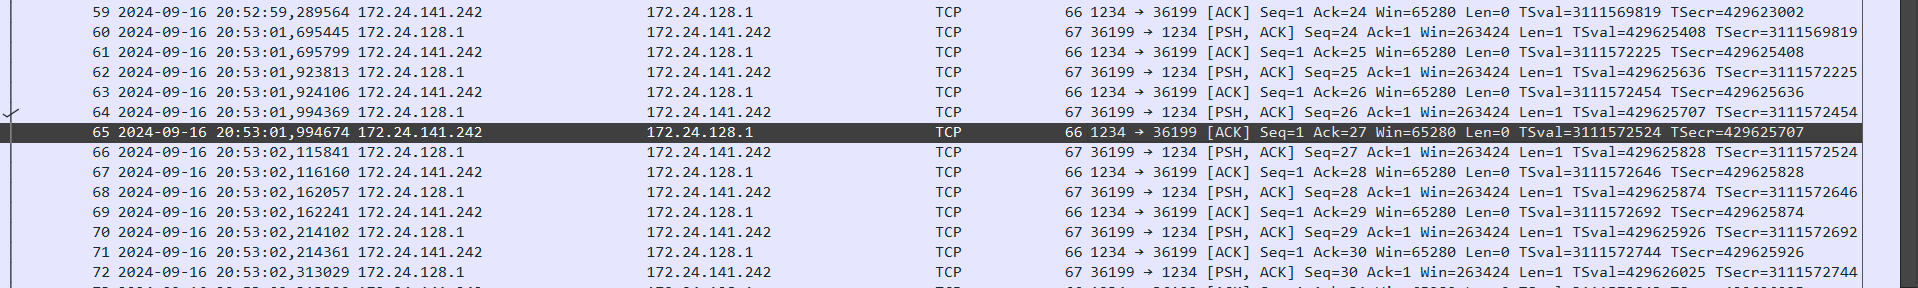 59 2024-09-16 20:52:59,289564 172.24.141.242 172.24.128.1 TCP 66 1234 → 36199 [ACK] Seq=1 Ack=24 Win=65280 Len=0 TSval=3111569819 TSecr=429623002
60 2024-09-16 20:53:01,695445 172.24.128.1 172.24.141.242 TCP 67 36199 → 1234 [PSH, ACK] Seq=24 Ack=1 Win=263424 Len=1 TSval=429625408 TSecr=3111569819
61 2024-09-16 20:53:01,695799 172.24.141.242 172.24.128.1 TCP 66 1234 → 36199 [ACK] Seq=1 Ack=25 Win=65280 Len=0 TSval=3111572225 TSecr=429625408
62 2024-09-16 20:53:01,923813 172.24.128.1 172.24.141.242 TCP 67 36199 → 1234 [PSH, ACK] Seq=25 Ack=1 Win=263424 Len=1 TSval=429625636 TSecr=3111572225
63 2024-09-16 20:53:01,924106 172.24.141.242 172.24.128.1 TCP 66 1234 → 36199 [ACK] Seq=1 Ack=26 Win=65280 Len=0 TSval=3111572454 TSecr=429625636
64 2024-09-16 20:53:01,994369 172.24.128.1 172.24.141.242 TCP 67 36199 → 1234 [PSH, ACK] Seq=26 Ack=1 Win=263424 Len=1 TSval=429625707 TSecr=3111572454
65 2024-09-16 20:53:01,994674 172.24.141.242 172.24.128.1 TCP 66 1234 → 36199 [ACK] Seq=1 Ack=27 Win=65280 Len=0 TSval=3111572524 TSecr=429625707
66 2024-09-16 20:53:02,115841 172.24.128.1 172.24.141.242 TCP 67 36199 → 1234 [PSH, ACK] Seq=27 Ack=1 Win=263424 Len=1 TSval=429625828 TSecr=3111572524
67 2024-09-16 20:53:02,116160 172.24.141.242 172.24.128.1 TCP 66 1234 → 36199 [ACK] Seq=1 Ack=28 Win=65280 Len=0 TSval=3111572646 TSecr=429625828
68 2024-09-16 20:53:02,162057 172.24.128.1 172.24.141.242 TCP 67 36199 → 1234 [PSH, ACK] Seq=28 Ack=1 Win=263424 Len=1 TSval=429625874 TSecr=3111572646
69 2024-09-16 20:53:02,162241 172.24.141.242 172.24.128.1 TCP 66 1234 → 36199 [ACK] Seq=1 Ack=29 Win=65280 Len=0 TSval=3111572692 TSecr=429625874
70 2024-09-16 20:53:02,214102 172.24.128.1 172.24.141.242 TCP 67 36199 → 1234 [PSH, ACK] Seq=29 Ack=1 Win=263424 Len=1 TSval=429625926 TSecr=3111572692
71 2024-09-16 20:53:02,214361 172.24.141.242 172.24.128.1 TCP 66 1234 → 36199 [ACK] Seq=1 Ack=30 Win=65280 Len=0 TSval=3111572744 TSecr=429625926
72 2024-09-16 20:53:02,313029 172.24.128.1 172.24.141.242 TCP 67 36199 → 1234 [PSH, ACK] Seq=30 Ack=1 Win=263424 Len=1 TSval=429626025 TSecr=3111572744